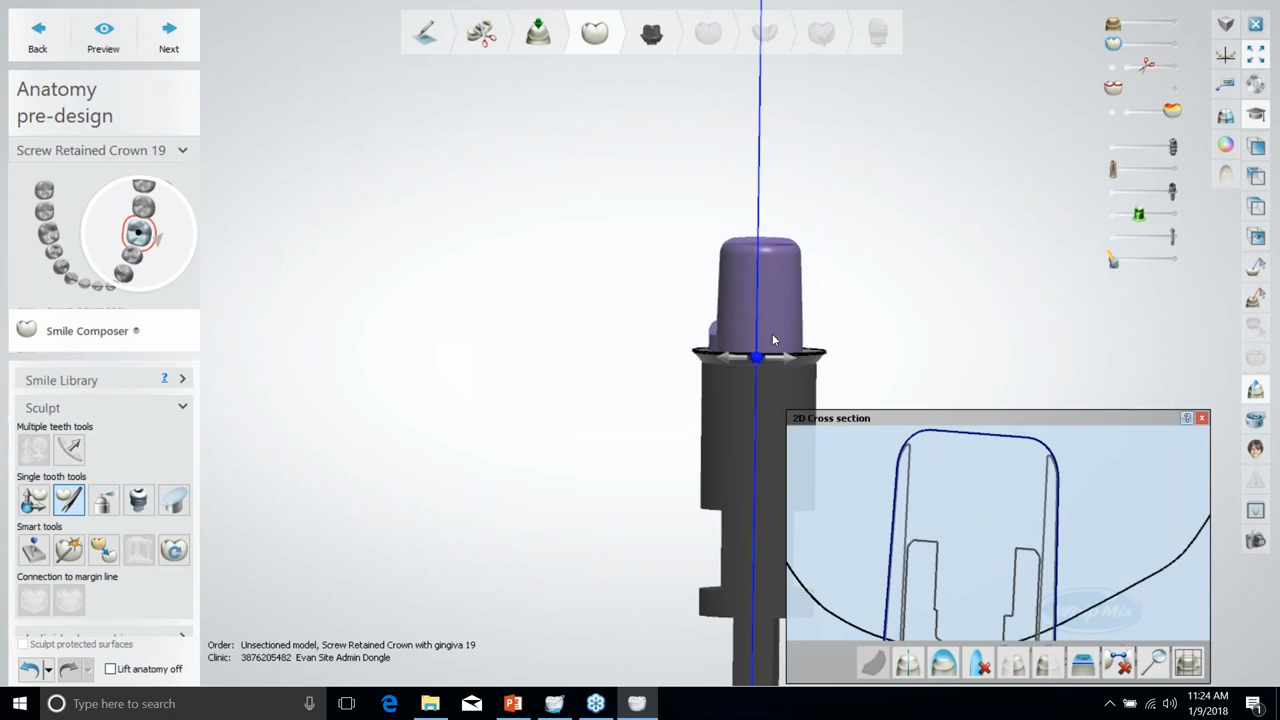 Back
Preview
Next
Anatomy
pre-design
Screw Retained Crown 19
Smile Composer ®
Smile Library
?
Sculpt
Multiple teeth tools
Single tooth tools
Smart tools
Connection to margin line
Sculpt protected surfaces
Lift anatomy off
Order: Unsectioned model, Screw Retained Crown with gingiva 19
Clinic: 3876205482 Evan Site Admin Dongle
2D Cross section
Whip Mix
Type here to search
11:24 AM
1/9/2018
1